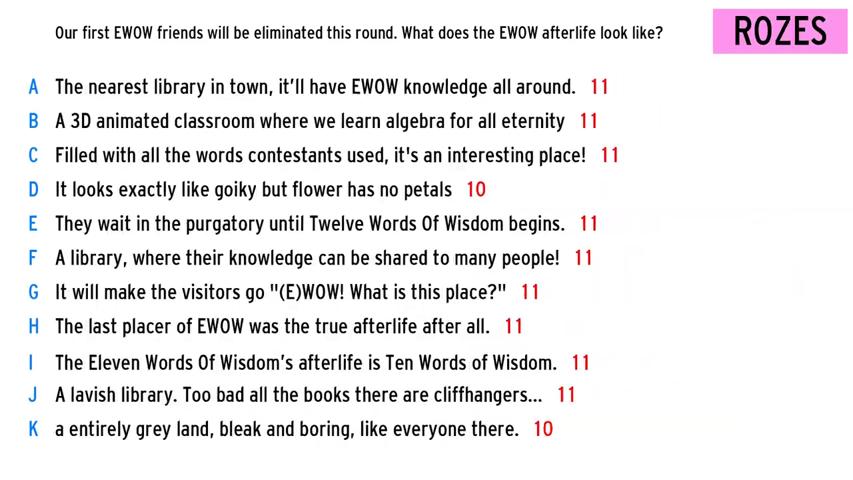 Our first EWOW friends will be eliminated this round. What does the EWOW afterlife look like?
ROZES
A The nearest library in town, it'll have EWOW knowledge all around. 11
B A 3D animated classroom where we learn algebra for all eternity 11
C Filled with all the words contestants used, it's an interesting place! 11
D It looks exactly like goiky but flower has no petals 10
E They wait in the purgatory until Twelve Words Of Wisdom begins. 11
F A library, where their knowledge can be shared to many people! 11
G It will make the visitors go "(E)WOW! What is this place?" 11
H The last placer of EWOW was the true afterlife after all. 11
I The Eleven Words Of Wisdom's afterlife is Ten Words of Wisdom. 11
J A lavish library. Too bad all the books there are cliffhangers... 11
K a entirely grey land, bleak and boring, like everyone there. 10